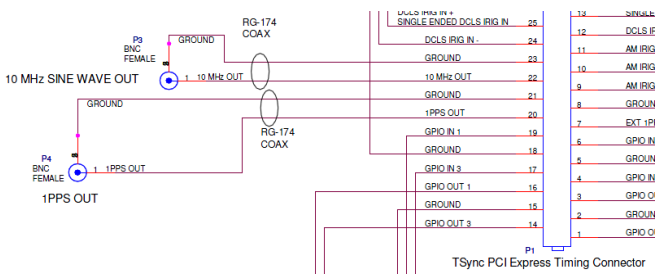 DCLS IRIG IN +
SINGLE ENDED DCLS IRIG IN
25
DCLS IRIG IN -
24
GROUND
23
10 MHz OUT
22
GROUND
21
1PPS OUT
20
GPIO IN 1
19
GROUND
18
GPIO IN 3
17
GPIO OUT 1
16
GROUND
15
GPIO OUT 3
14
13
SINGLE
12
DCLS
11
AM IRIG
10
AM IRIG
9
AM IRIG
8
7
EXT
6
GPIO IN
5
4
GPIO IN
3
GPIO
2
1
GPIO
P1
TSync PCI Express Timing Connector
RG-174
COAX
P3
BNC
FEMALE
GROUND
10 MHz SINE WAVE OUT
1
10 MHz OUT
GROUND
RG-174
COAX
P4
BNC
FEMALE
1
1PPS OUT
1PPS OUT